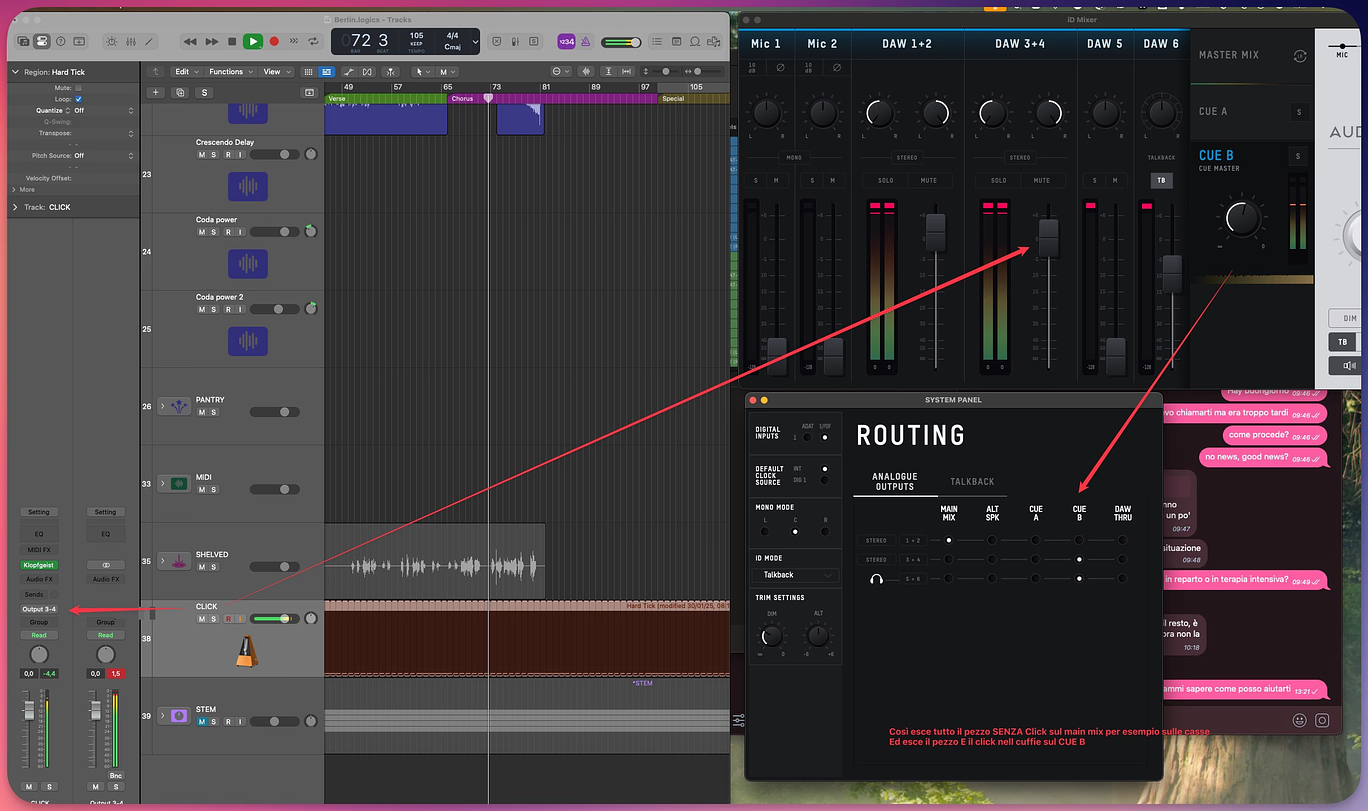 Berlin.logicx - Tracks
072 3
BAR
BEAT
105
KEEP
TEMPO
4/4
Cmaj
1234
Region: Hard Tick
Mute:
Loop:
Quantize
Off
Q-Swing:
Transpose:
Pitch Source: Off
Velocity Offset:
More
Track: CLICK
Edit
Functions
View
M
S
49
57
65
73
81
89
97
105
Verse
Chorus
Special
23
Crescendo Delay
M S R I
24
Coda power
M S R I
25
Coda power 2
M S R I
26
PANTRY
M S
33
MIDI
M S
35
SHELVED
M S
38
CLICK
M S R I
Hard Tick (modified 30/01/25, 08:1
39
STEM
M S R I
*STEM
Setting
Setting
EQ
EQ
MIDI FX
Klopfgeist
Audio FX
Audio FX
Sends
Output 3-4
Group
Group
Read
Read
0,0
-4,4
0,0
1,5
Bnc
M S
M S
CLICK
Output 3-4
iD Mixer
Mic 1
Mic 2
DAW 1+2
DAW 3+4
DAW 5
DAW 6
10
dB
10
dB
L R
MONO
STEREO
STEREO
TALKBACK
S M
S M
SOLO MUTE
SOLO MUTE
S M
TB
MASTER MIX
CUE A
S
CUE B
S
CUE MASTER
MIC
AUD
DIM
TB
SYSTEM PANEL
DIGITAL
INPUTS
ADAT S/PDF
1
DEFAULT
CLOCK
SOURCE
INT
DIG 1
MONO MODE
L C R
iD MODE
Talkback
TRIM SETTINGS
DIM
ALT
ROUTING
ANALOGUE
OUTPUTS
TALKBACK
MAIN
MIX
ALT
SPK
CUE
A
CUE
B
DAW
THRU
STEREO
1 + 2
STEREO
3 + 4
5 + 6
Così esce tutto il pezzo SENZA Click sul main mix per esempio sulle casse
Ed esce il pezzo E il click nell cuffie sul CUE B
Hay buongiorno 09:46
vo chiamarti ma era troppo tardi 09:46
come procede? 09:46
no news, good news? 09:46
nno
un po'
09:47
situazione
09:48
in reparto o in terapia intensiva? 09:49
il resto, è
ora non la
10:18
ammi sapere come posso aiutarti 13:21